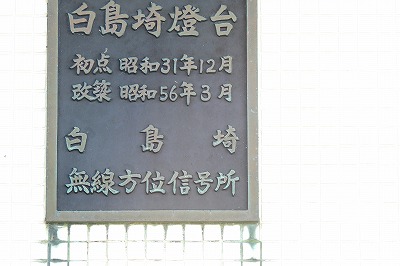 白島埼燈台
初点 昭和31年12月
改築 昭和56年3月
白島埼
無線方位信号所